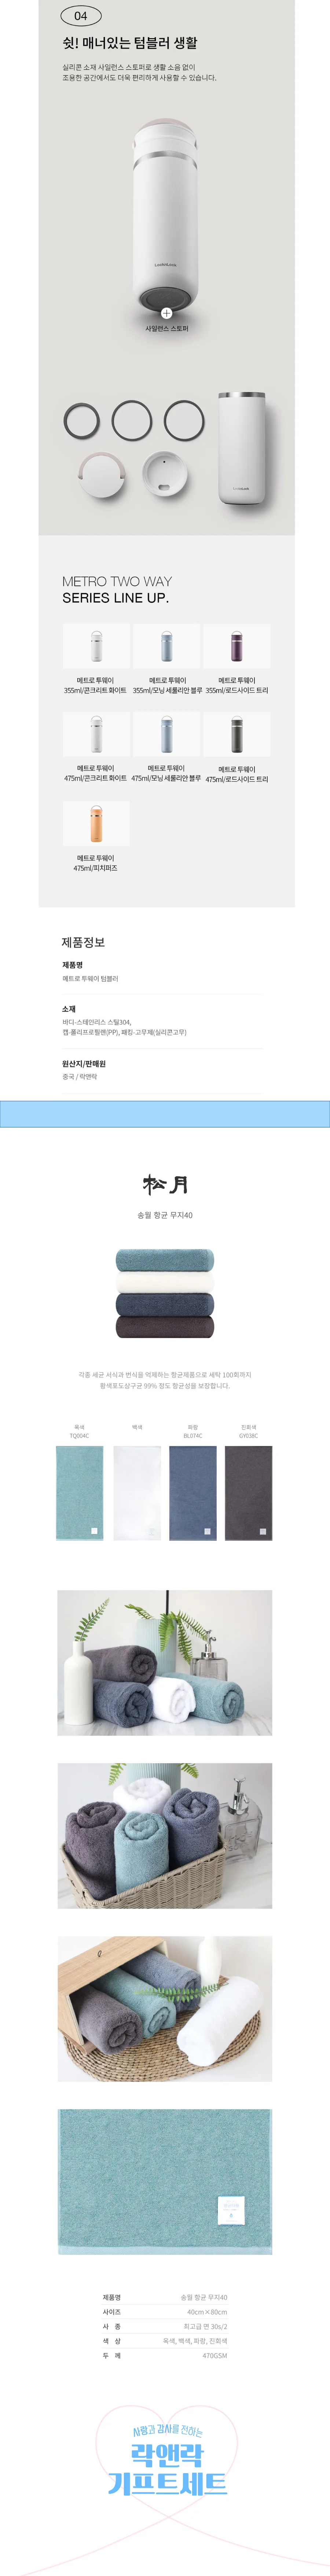 04
쉿! 매너있는 텀블러 생활
실리콘 소재 사일런스 스토퍼로 생활 소음 없이
조용한 공간에서도 더욱 편리하게 사용할 수 있습니다.
LocknLock
사일런스 스토퍼
LocknLock
METRO TWO WAY
SERIES LINE UP.
메트로 투웨이
355ml/콘크리트 화이트
메트로 투웨이
355ml/모닝 세룰리안 블루
메트로 투웨이
355ml/로드사이드 트리
메트로 투웨이
475ml/콘크리트 화이트
메트로 투웨이
475ml/모닝 세룰리안 블루
메트로 투웨이
475ml/로드사이드 트리
메트로 투웨이
475ml/피치퍼즈
제품정보
제품명
메트로 투웨이 텀블러
소재
바디-스테인리스 스틸304,
캡-폴리프로필렌(PP), 패킹-고무제(실리콘고무)
원산지/판매원
중국 / 락앤락
松月
송월 항균 무지40
각종 세균 서식과 번식을 억제하는 항균제품으로 세탁 100회까지
황색포도상구균 99% 정도 항균성을 보장합니다.
옥색
TQ004C
백색
파랑
BL074C
진회색
GY038C
제품명 송월 항균 무지40
사이즈 40cm×80cm
사 종 최고급 면 30s/2
색 상 옥색, 백색, 파랑, 진회색
두 께 470GSM
사랑과 감사를 전하는
락앤락
기프트세트